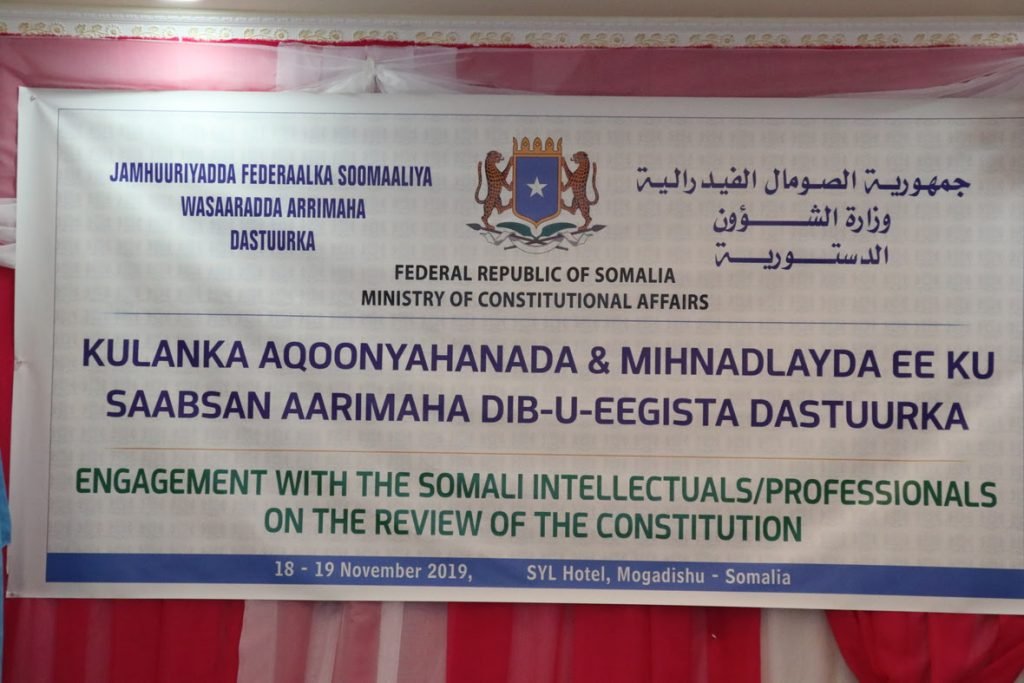 JAMHUURIYADDA FEDERAALKA SOOMAALIYA
WASAARADDA ARRIMAHA
DASTUURKA
جمهورية الصومال الفيدرالية
وزارة الشؤون
الدستورية
FEDERAL REPUBLIC OF SOMALIA
MINISTRY OF CONSTITUTIONAL AFFAIRS
KULANKA AQOONYAHANADA & MIHNADLAYDA EE KU
SAABSAN AARIMAHA DIB-U-EEGISTA DASTUURKA
ENGAGEMENT WITH THE SOMALI INTELLECTUALS/PROFESSIONALS
ON THE REVIEW OF THE CONSTITUTION
18 - 19 November 2019, SYL Hotel, Mogadishu - Somalia